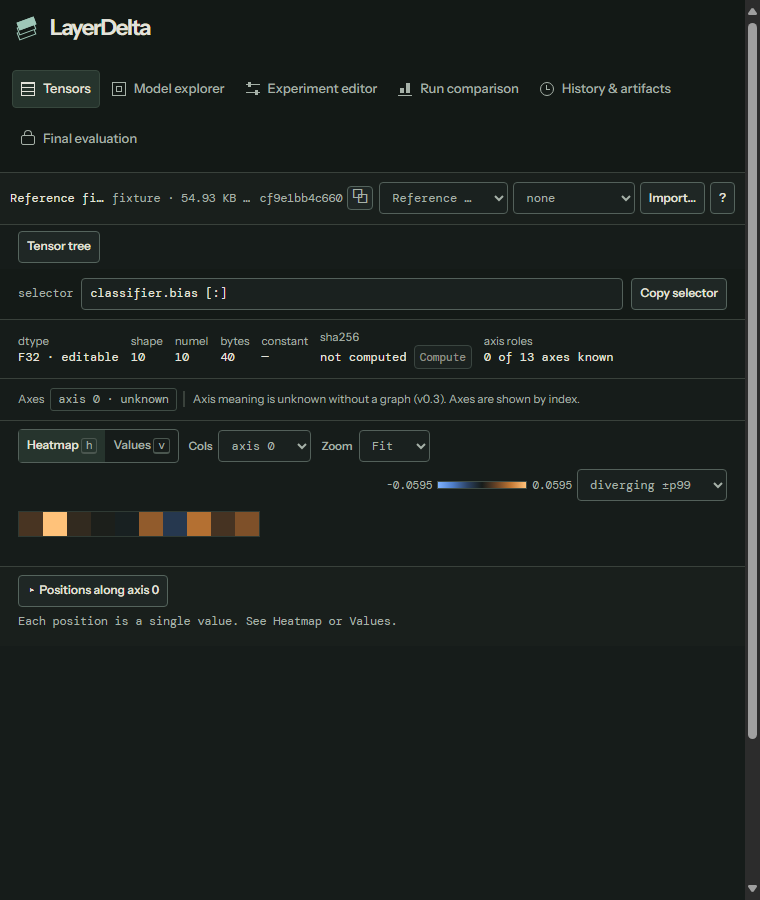 LayerDelta
Tensors Model explorer Experiment editor Run comparison History & artifacts
Final evaluation
Reference fi… fixture · 54.93 KB … cf9e1bb4c660 Reference … none Import… ?
Tensor tree
selector classifier.bias [:] Copy selector
dtype shape numel bytes constant sha256 axis roles
F32 · editable 10 10 40 — not computed Compute 0 of 13 axes known
Axes axis 0 · unknown Axis meaning is unknown without a graph (v0.3). Axes are shown by index.
Heatmap h Values v Cols axis 0 Zoom Fit
-0.0595 0.0595 diverging ±p99
▸ Positions along axis 0
Each position is a single value. See Heatmap or Values.